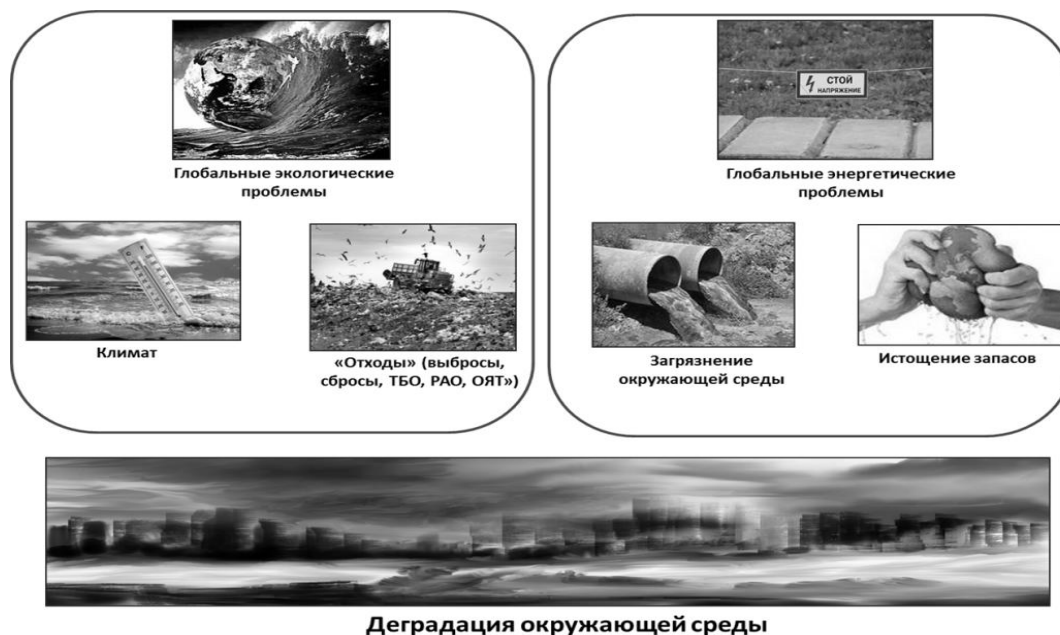 Глобальные экологические
проблемы
Климат
«Отходы» (выбросы,
сбросы, ТБО, РАО, ОЯТ»)
СТОЙ
НАПРЯЖЕНИЕ
Глобальные энергетические
проблемы
Загрязнение
окружающей среды
Истощение запасов
Деградация окружающей среды